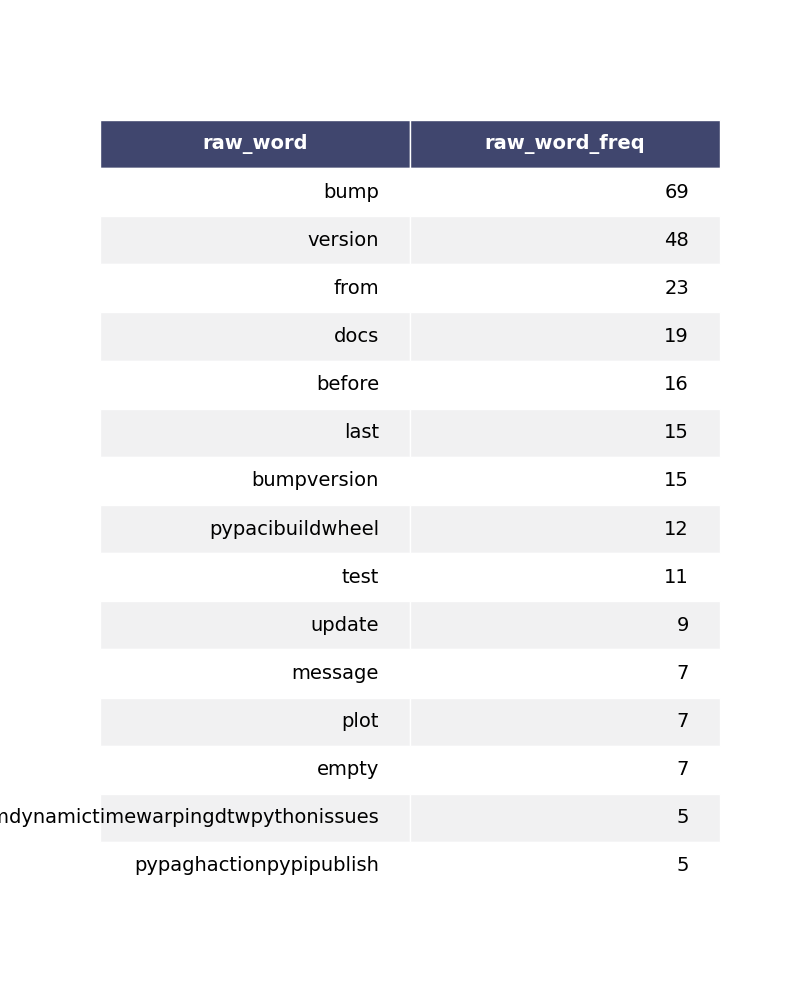 raw_word raw_word_freq
bump 69
version 48
from 23
docs 19
before 16
last 15
bumpversion 15
pypacibuildwheel 12
test 11
update 9
message 7
plot 7
empty 7
mdynamictimewarpingdtwpythonissues 5
pypaghactionpypipublish 5